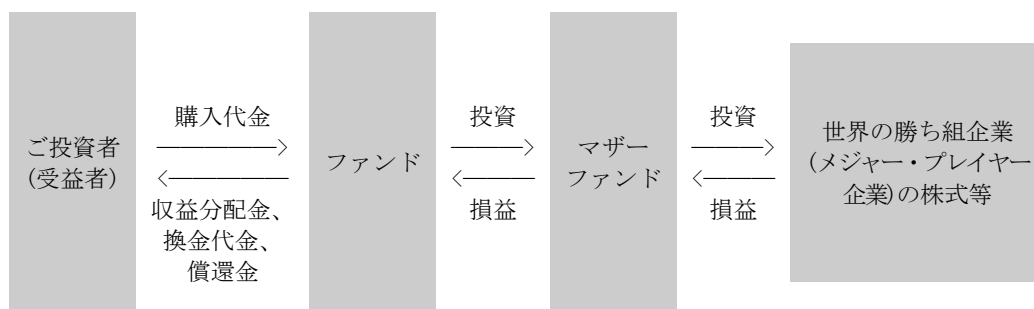 ご投資者
(受益者)
購入代金
収益分配金、
換金代金、
償還金
ファンド
投資
損益
マザー
ファンド
投資
損益
世界の勝ち組企業
(メジャー・プレイヤー
企業)の株式等